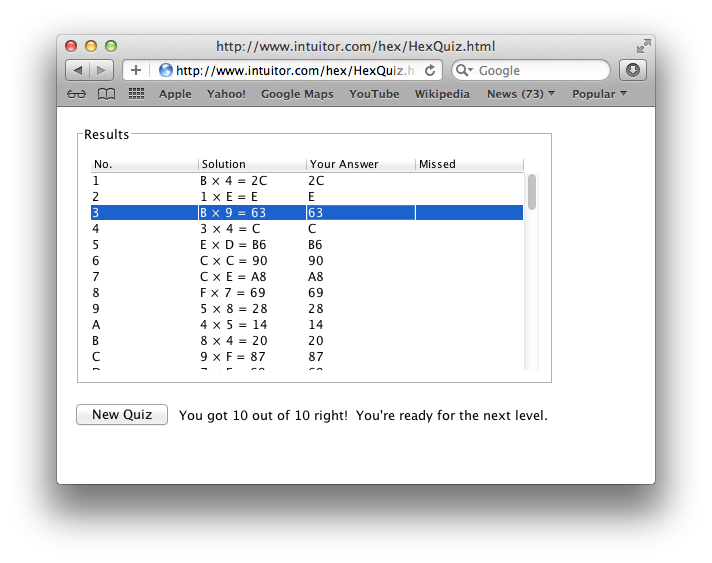 http://www.intuitor.com/hex/HexQuiz.html
http://www.intuitor.com/hex/HexQuiz.h
Google
Apple Yahoo! Google Maps YouTube Wikipedia News (73) Popular
Results
No. Solution Your Answer Missed
1 B × 4 = 2C 2C
2 1 × E = E E
3 B × 9 = 63 63
4 3 × 4 = C C
5 E × D = B6 B6
6 C × C = 90 90
7 C × E = A8 A8
8 F × 7 = 69 69
9 5 × 8 = 28 28
A 4 × 5 = 14 14
B 8 × 4 = 20 20
C 9 × F = 87 87
New Quiz You got 10 out of 10 right! You're ready for the next level.